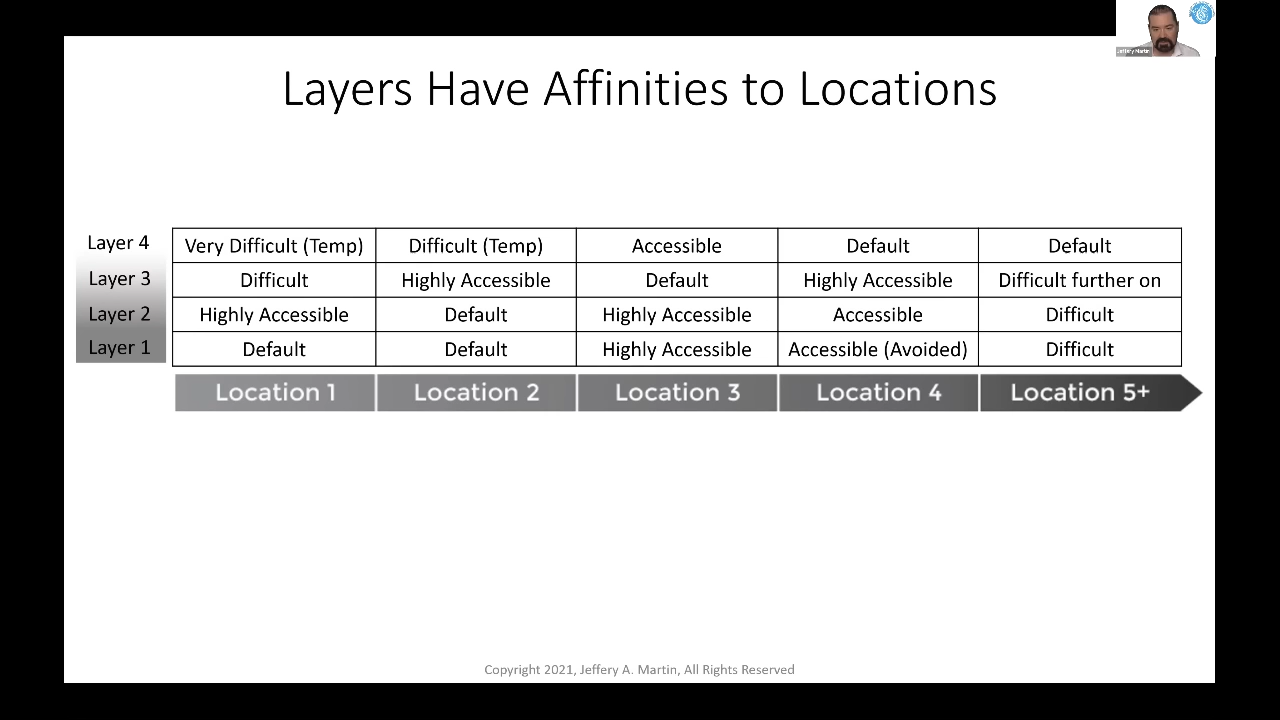 Jeffery Martin
Layers Have Affinities to Locations
Layer 4 Very Difficult (Temp) Difficult (Temp) Accessible Default Default
Layer 3 Difficult Highly Accessible Default Highly Accessible Difficult further on
Layer 2 Highly Accessible Default Highly Accessible Accessible Difficult
Layer 1 Default Default Highly Accessible Accessible (Avoided) Difficult
Location 1 Location 2 Location 3 Location 4 Location 5+
Copyright 2021, Jeffery A. Martin, All Rights Reserved